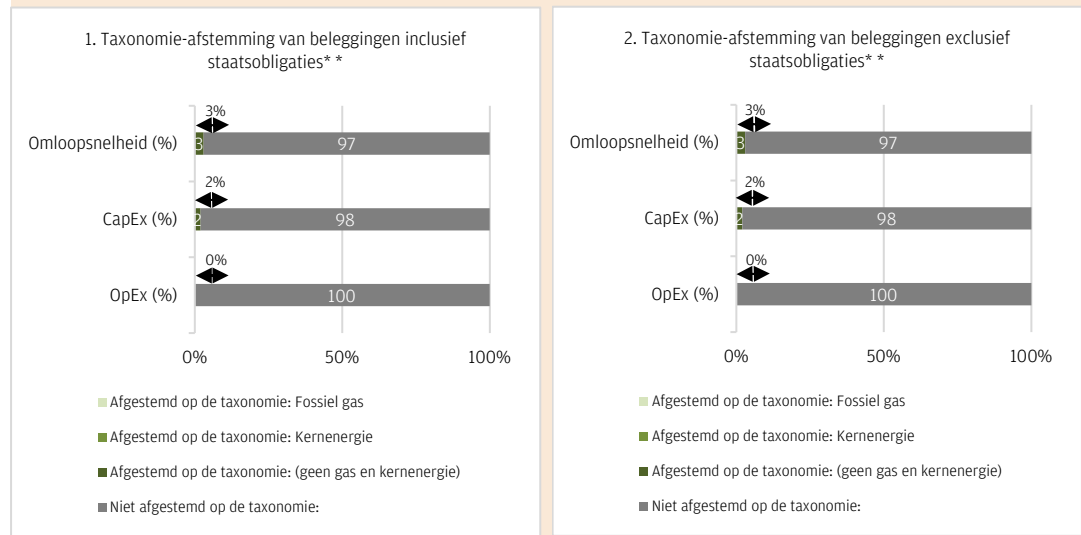 1. Taxonomie-afstemming van beleggingen inclusief
staatsobligaties* *
3%
Omloopsnelheid (%)
3
97
2%
CapEx (%)
2
98
0%
OpEx (%)
100
0%
50%
100%
Afgestemd op de taxonomie: Fossiel gas
Afgestemd op de taxonomie: Kernenergie
Afgestemd op de taxonomie: (geen gas en kernenergie)
Niet afgestemd op de taxonomie:
2. Taxonomie-afstemming van beleggingen exclusief
staatsobligaties* *
3%
Omloopsnelheid (%)
3
97
2%
CapEx (%)
2
98
0%
OpEx (%)
100
0%
50%
100%
Afgestemd op de taxonomie: Fossiel gas
Afgestemd op de taxonomie: Kernenergie
Afgestemd op de taxonomie: (geen gas en kernenergie)
Niet afgestemd op de taxonomie: